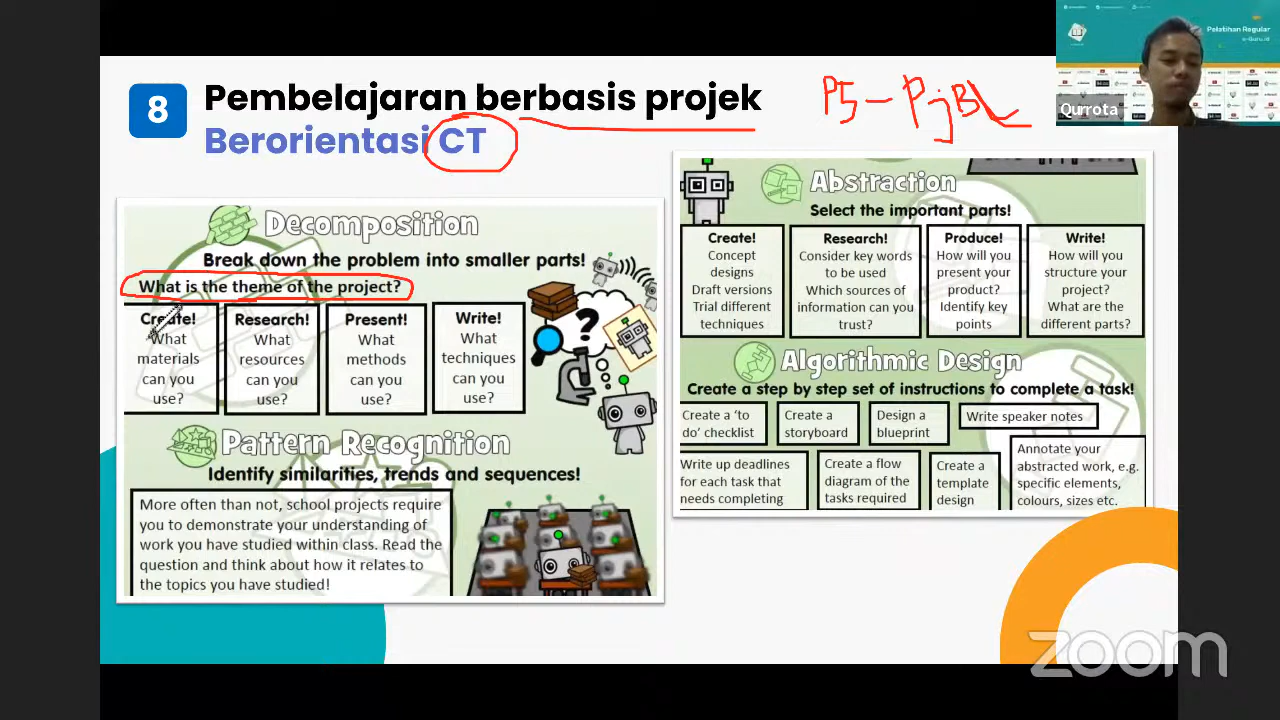 8
Pembelajaran berbasis projek
Berorientasi CT
P5 - PjBL
Pelatihan Reguler
Qurrota
Decomposition
Break down the problem into smaller parts!
What is the theme of the project?
Create!
What
materials
can you
use?
Research!
What
resources
can you
use?
Present!
What
methods
can you
use?
Write!
What
techniques
can you
use?
?
Pattern Recognition
Identify similarities, trends and sequences!
More often than not, school projects require
you to demonstrate your understanding of
work you have studied within class. Read the
question and think about how it relates to
the topics you have studied!
Abstraction
Select the important parts!
Create!
Concept
designs
Draft versions
Trial different
techniques
Research!
Consider key words
to be used
Which sources of
information can you
trust?
Produce!
How will you
present your
product?
Identify key
points
Write!
How will you
structure your
project?
What are the
different parts?
Algorithmic Design
Create a step by step set of instructions to complete a task!
Create a ‘to
do’ checklist
Create a
storyboard
Design a
blueprint
Write speaker notes
Write up deadlines
for each task that
needs completing
Create a flow
diagram of the
tasks required
Create a
template
design
Annotate your
abstracted work, e.g.
specific elements,
colours, sizes etc.
zoom